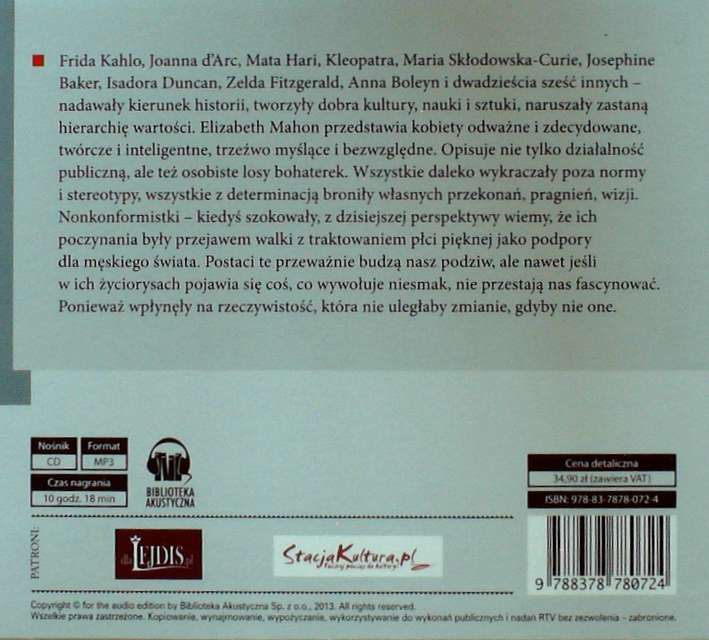 Frida Kahlo, Joanna d'Arc, Mata Hari, Kleopatra, Maria Skłodowska-Curie, Josephine
Baker, Isadora Duncan, Zelda Fitzgerald, Anna Boleyn i dwadzieścia sześć innych –
nadawały kierunek historii, tworzyły dobra kultury, nauki i sztuki, naruszały zastaną
hierarchię wartości. Elizabeth Mahon przedstawia kobiety odważne i zdecydowane,
twórcze i inteligentne, trzeźwo myślące i bezwzględne. Opisuje nie tylko działalność
publiczną, ale też osobiste losy bohaterek. Wszystkie daleko wykraczały poza normy
i stereotypy, wszystkie z determinacją broniły własnych przekonań, pragnień, wizji.
Nonkonformistki – kiedyś szokowały, z dzisiejszej perspektywy wiemy, że ich
poczynania były przejawem walki z traktowaniem płci pięknej jako podpory
dla męskiego świata. Postaci te przeważnie budzą nasz podziw, ale nawet jeśli
w ich życiorysach pojawia się coś, co wywołuje niesmak, nie przestają nas fascynować.
Ponieważ wpłynęły na rzeczywistość, która nie uległaby zmianie, gdyby nie one.
Nośnik Format
CD MP3
Czas nagrania
10 godz. 18 min
BIBLIOTEKA
AKUSTYCZNA
Cena detaliczna
34,90 zł (zawiera VAT)
ISBN: 978-83-7878-072-4
PATRONI:
dlaLEJDIS.pl
StacjaKultura.pl
9 788378 780724
Copyright © for the audio edition by Biblioteka Akustyczna Sp. z o.o., 2013. All rights reserved.
Wszelkie prawa zastrzeżone. Kopiowanie, wynajmowanie, wypożyczanie, wykorzystywanie do wykonań publicznych i nadań RTV bez zezwolenia – zabronione.